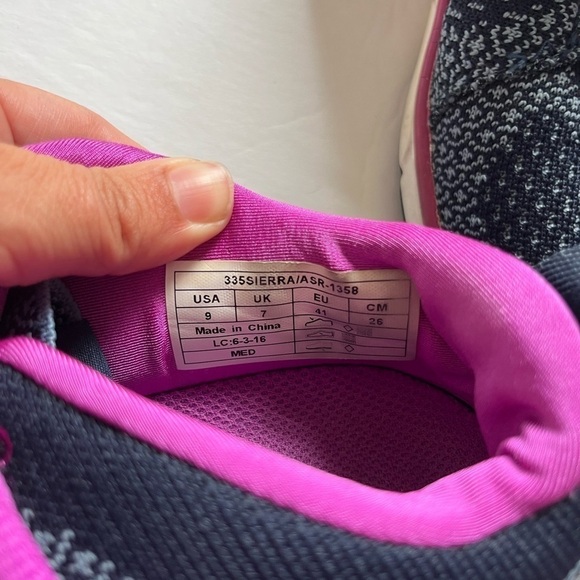 335SIERRA/ASR-1358
USA UK EU CM
9 7 41 26
Made in China
LC:6-3-16
MED